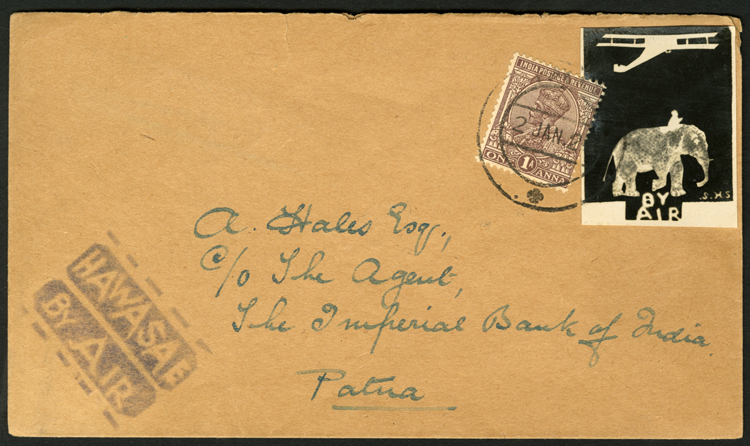 INDIA POSTAGE & REVENUE
ONE 1A ANNA
2 JAN
BY
AIR
S.H.S
A. Hales Esq.,
C/o The Agent,
The Imperial Bank of India.
Patna
HAWASAE
BY AIR